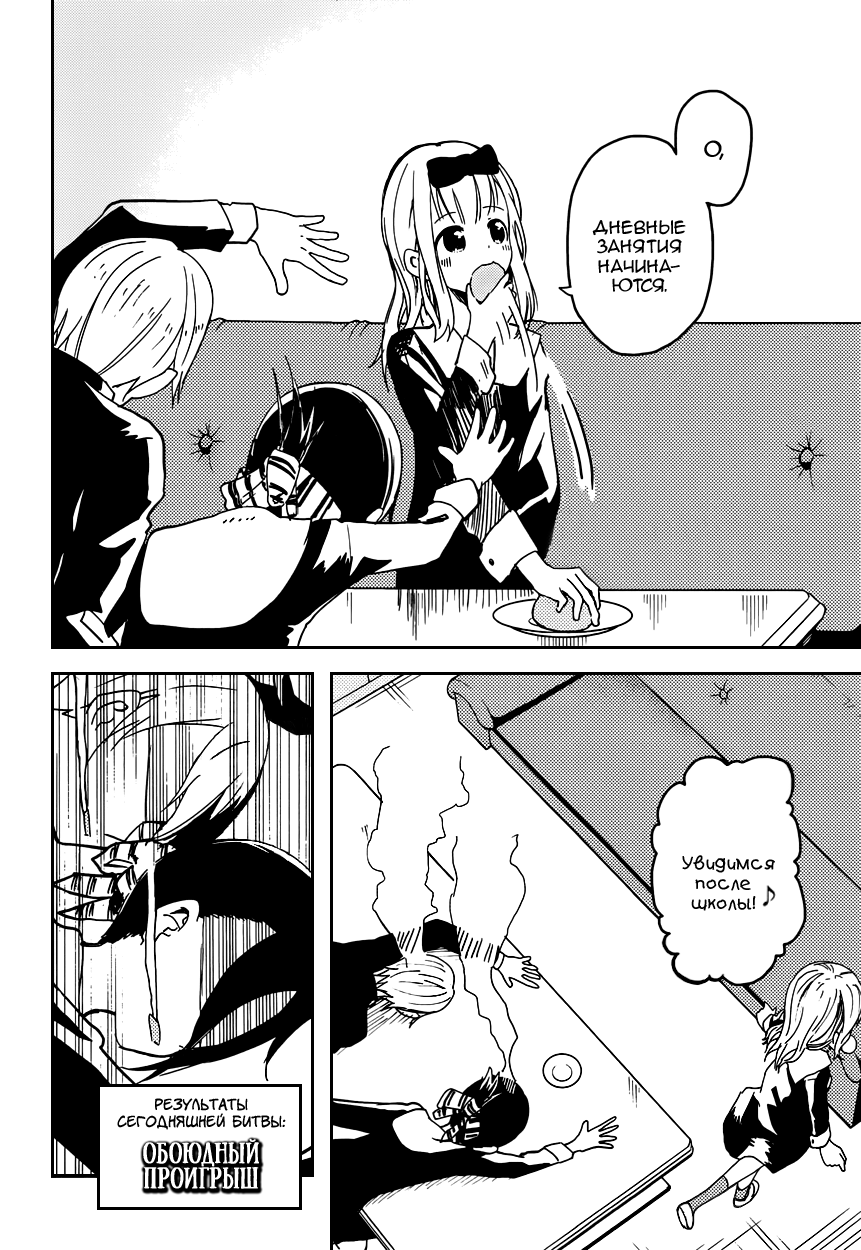 О,
ДНЕВНЫЕ
ЗАНЯТИЯ
НАЧИНА-
ЮТСЯ.
Увидимся
после
школы!♪
РЕЗУЛЬТАТЫ
СЕГОДНЯШНЕЙ БИТВЫ:
ОБОЮДНЫЙ
ПРОИГРЫШ